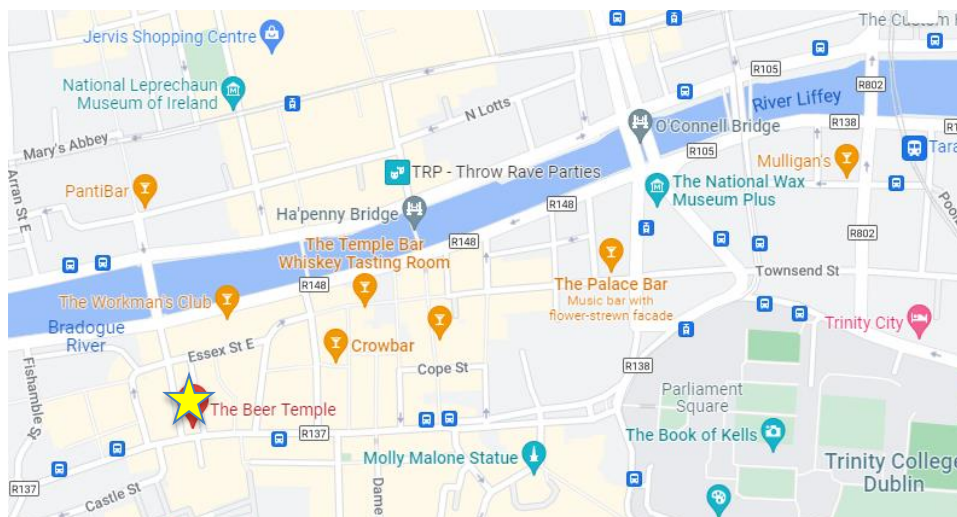 The Custom H
Jervis Shopping Centre
R105
R802
National Leprechaun
Museum of Ireland
River Liffey
N Lotts
O'Connell Bridge
R138
R1
Mary's Abbey
R105
Mulligan's
Tara
Arran St E
PantiBar
TRP - Throw Rave Parties
The National Wax
Museum Plus
Ha'penny Bridge
R148
R802
R148
The Temple Bar
Whiskey Tasting Room
R148
The Palace Bar
Music bar with
flower-strewn facade
Townsend St
The Workman's Club
Bradogue
River
Trinity City
Essex St E
Crowbar
Cope St
R138
Fishamble St
Parliament
Square
The Beer Temple
R137
The Book of Kells
Molly Malone Statue
Trinity College
Dublin
R137
Castle St
Dame